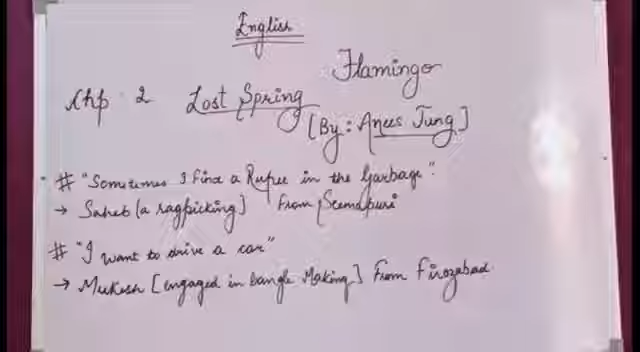 English
Flamingo
Chp. 2 Lost Spring
[By: Anees Jung]
# "Sometimes I find a Rupee in the Garbage".
→ Saheb (a ragpicking) From Seemapuri
# "I want to drive a car"
→ Mukesh [engaged in bangle Making] From Firozabad.